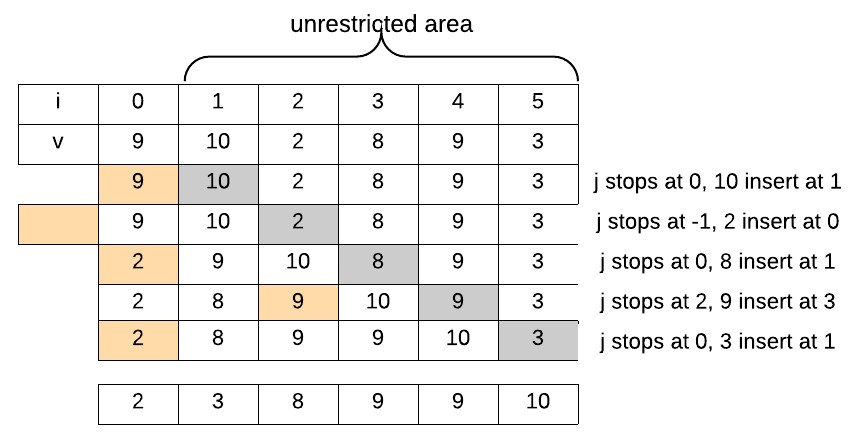 unrestricted area
i 0 1 2 3 4 5
v 9 10 2 8 9 3
9 10 2 8 9 3 j stops at 0, 10 insert at 1
9 10 2 8 9 3 j stops at -1, 2 insert at 0
2 9 10 8 9 3 j stops at 0, 8 insert at 1
2 8 9 10 9 3 j stops at 2, 9 insert at 3
2 8 9 9 10 3 j stops at 0, 3 insert at 1
2 3 8 9 9 10